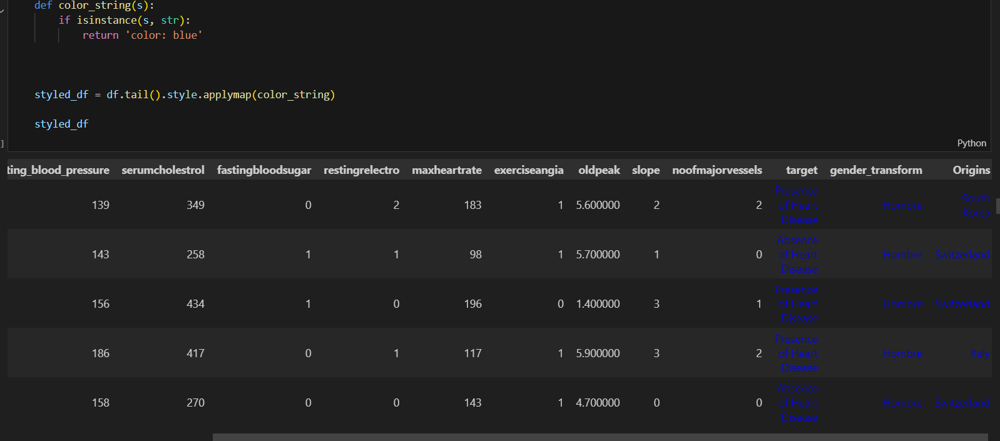 def color_string(s):
    if isinstance(s, str):
        return 'color: blue'
styled_df = df.tail().style.applymap(color_string)
styled_df
]
Python
ting_blood_pressure serumcholestrol fastingbloodsugar restingrelectro maxheartrate exerciseangia oldpeak slope noofmajorvessels target gender_transform Origins
139 349 0 2 183 1 5.600000 2 2 Presence of Heart Disease Hombre South Korea
143 258 1 1 98 1 5.700000 1 0 Absence of Heart Disease Hombre Switzerland
156 434 1 0 196 0 1.400000 3 1 Presence of Heart Disease Hombre Switzerland
186 417 0 1 117 1 5.900000 3 2 Presence of Heart Disease Hombre Italy
158 270 0 0 143 1 4.700000 0 0 Absence of Heart Disease Hombre Switzerland